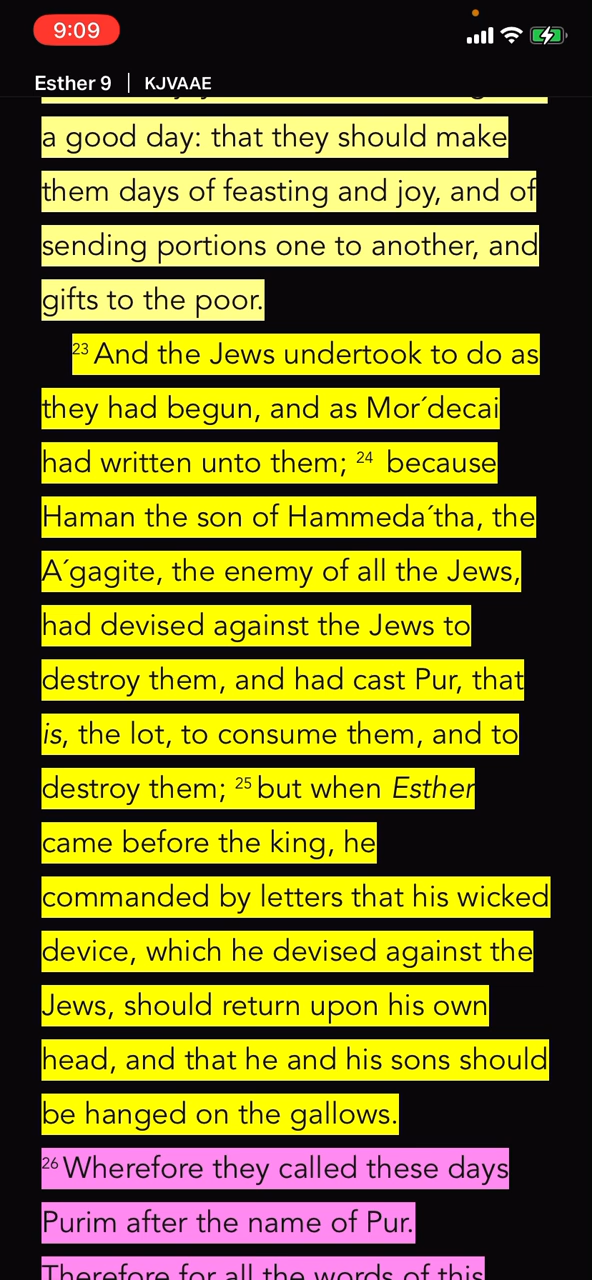 9:09
Esther 9 | KJVAAE
a good day: that they should make
them days of feasting and joy, and of
sending portions one to another, and
gifts to the poor.
23 And the Jews undertook to do as
they had begun, and as Mor´decai
had written unto them; 24 because
Haman the son of Hammeda´tha, the
A´gagite, the enemy of all the Jews,
had devised against the Jews to
destroy them, and had cast Pur, that
is, the lot, to consume them, and to
destroy them; 25 but when Esther
came before the king, he
commanded by letters that his wicked
device, which he devised against the
Jews, should return upon his own
head, and that he and his sons should
be hanged on the gallows.
26 Wherefore they called these days
Purim after the name of Pur.
Therefore for all the words of this